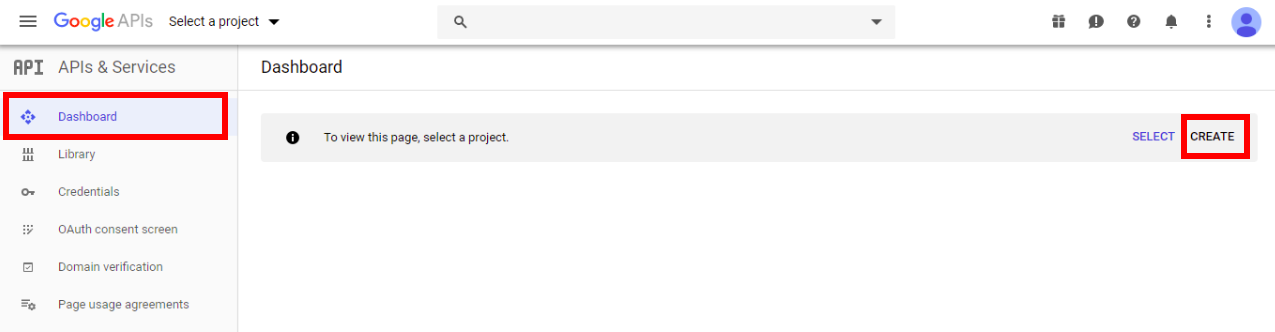 Google APIs Select a project
API APIs & Services
Dashboard
Dashboard
To view this page, select a project. SELECT CREATE
Library
Credentials
OAuth consent screen
Domain verification
Page usage agreements